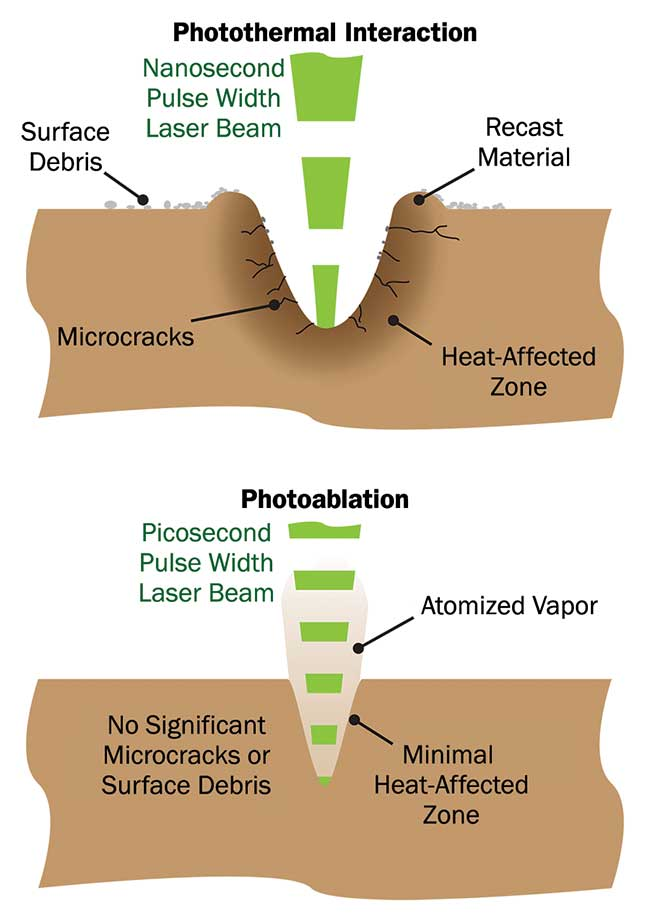 Photothermal Interaction
Nanosecond
Pulse Width
Laser Beam
Surface
Debris
Recast
Material
Microcracks
Heat-Affected
Zone
Photoablation
Picosecond
Pulse Width
Laser Beam
Atomized Vapor
No Significant
Microcracks or
Surface Debris
Minimal
Heat-Affected
Zone